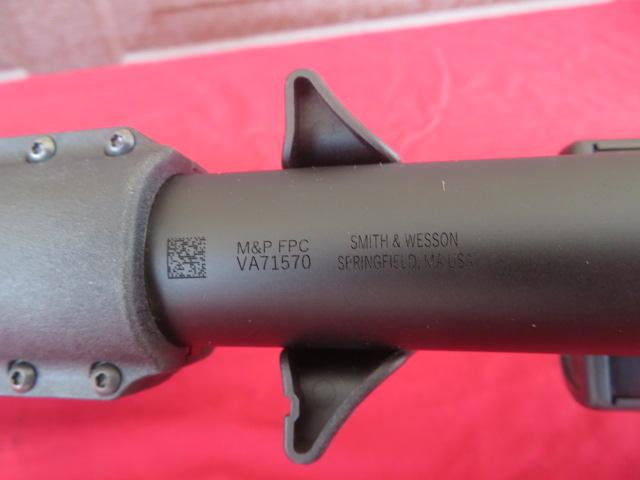 M&P FPC
VA71570
SMITH & WESSON
SPRINGFIELD, MA USA